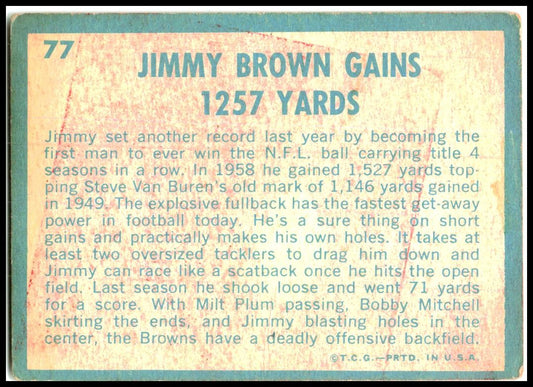 77
JIMMY BROWN GAINS
1257 YARDS
Jimmy set another record last year by becoming the
first man to ever win the N.F.L. ball carrying title 4
seasons in a row. In 1958 he gained 1,527 yards top-
ping Steve Van Buren's old mark of 1,146 yards gained
in 1949. The explosive fullback has the fastest get-away
power in football today. He's a sure thing on short
gains and practically makes his own holes. It takes at
least two oversized tacklers to drag him down and
Jimmy can race like a scatback once he hits the open
field. Last season he shook loose and went 71 yards
for a score. With Milt Plum passing, Bobby Mitchell
skirting the ends, and Jimmy blasting holes in the
center, the Browns have a deadly offensive backfield.
©T.C.G.—PRTD. IN U.S.A.